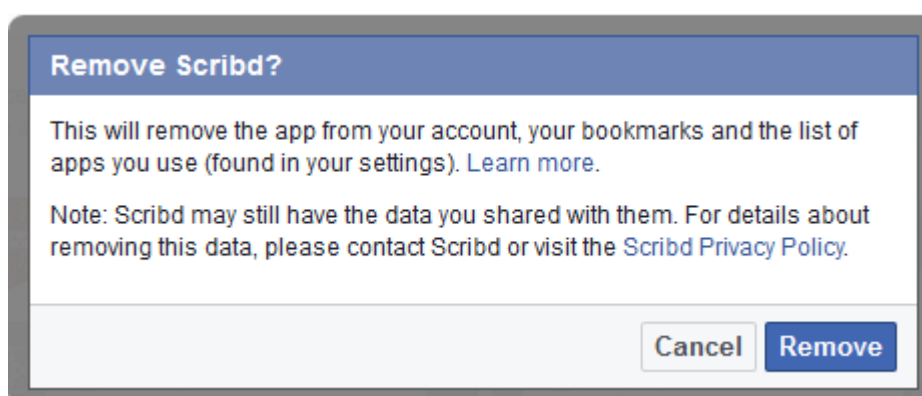 Remove Scribd?
This will remove the app from your account, your bookmarks and the list of
apps you use (found in your settings). Learn more.
Note: Scribd may still have the data you shared with them. For details about
removing this data, please contact Scribd or visit the Scribd Privacy Policy.
Cancel Remove